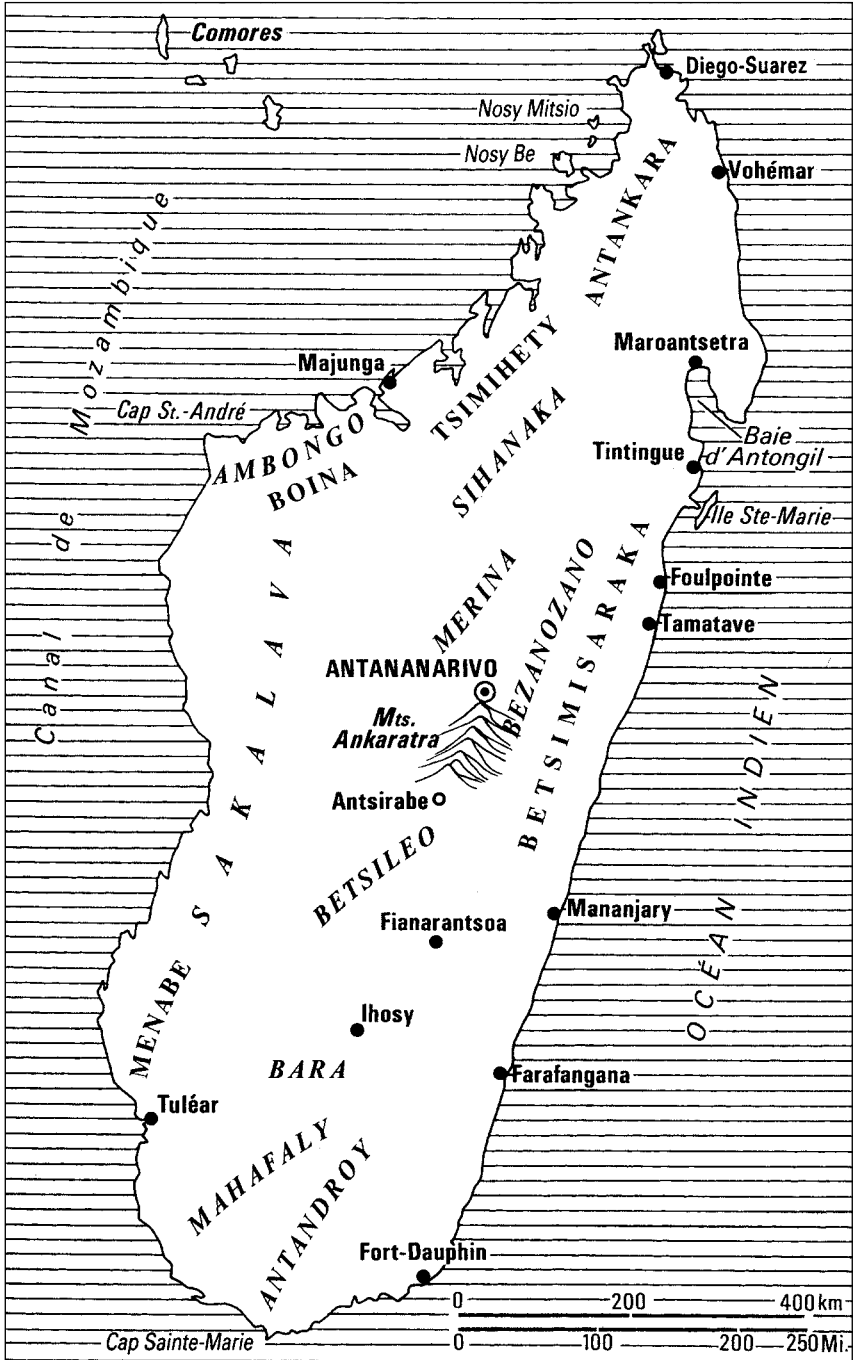 Comores
Diego-Suarez
Nosy Mitsio
Nosy Be
Vohémar
ANTANKARA
Canal de Mozambique
Maroantsetra
Majunga
TSIMIHETY
Cap St.-André
SIHANAKA
Baie
d'Antongil
AMBONGO
BOINA
Tintingue
Ile Ste-Marie
MERINA
BEZANOZANO
BETSIMISARAKA
Foulpointe
Tamatave
SAKALAVA
ANTANANARIVO
Mts.
Ankaratra
OCÉAN INDIEN
Antsirabe
BETSILEO
Mananjary
Fianarantsoa
MENABE
Ihosy
BARA
Farafangana
Tuléar
MAHAFALY
ANTANDROY
Fort-Dauphin
0 200 400 km
Cap Sainte-Marie
0 100 200 250 Mi.